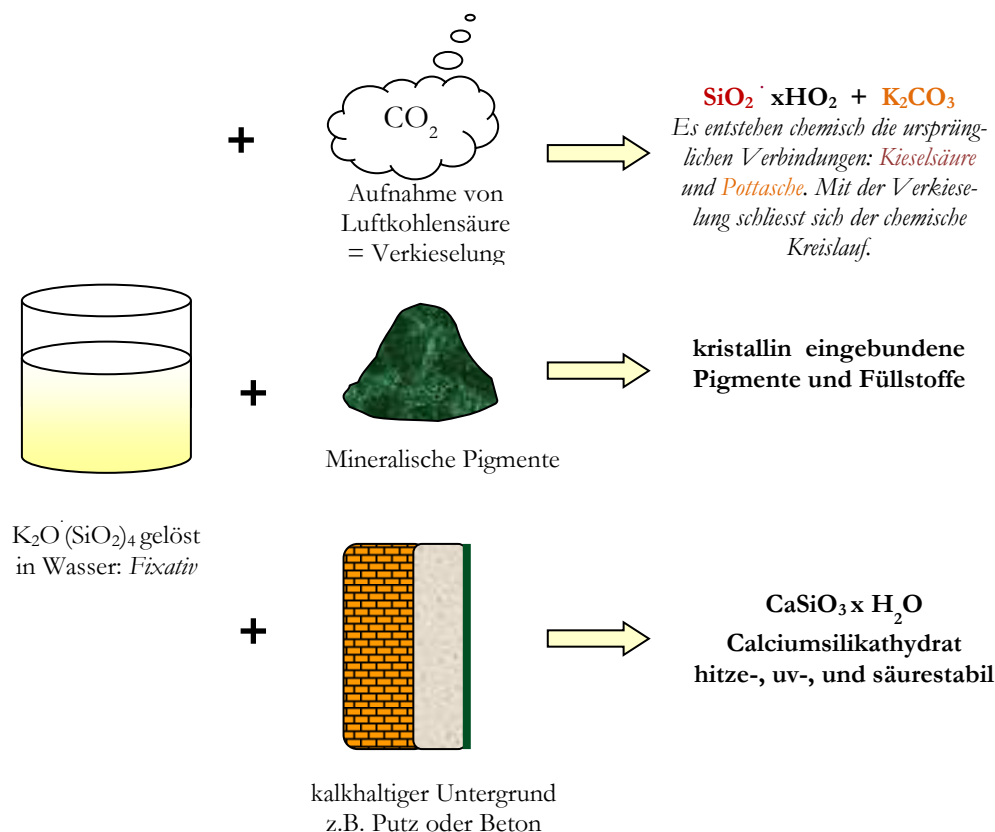 +
CO₂
Aufnahme von
Luftkohlensäure
= Verkieselung
SiO₂ · xHO₂ + K₂CO₃
Es entstehen chemisch die ursprüng-
lichen Verbindungen: Kieselsäure
und Pottasche. Mit der Verkiese-
lung schliesst sich der chemische
Kreislauf.
+
Mineralische Pigmente
kristallin eingebundene
Pigmente und Füllstoffe
K₂O·(SiO₂)₄ gelöst
in Wasser: Fixativ
+
kalkhaltiger Untergrund
z.B. Putz oder Beton
CaSiO₃ x H₂O
Calciumsilikathydrat
hitze-, uv-, und säurestabil